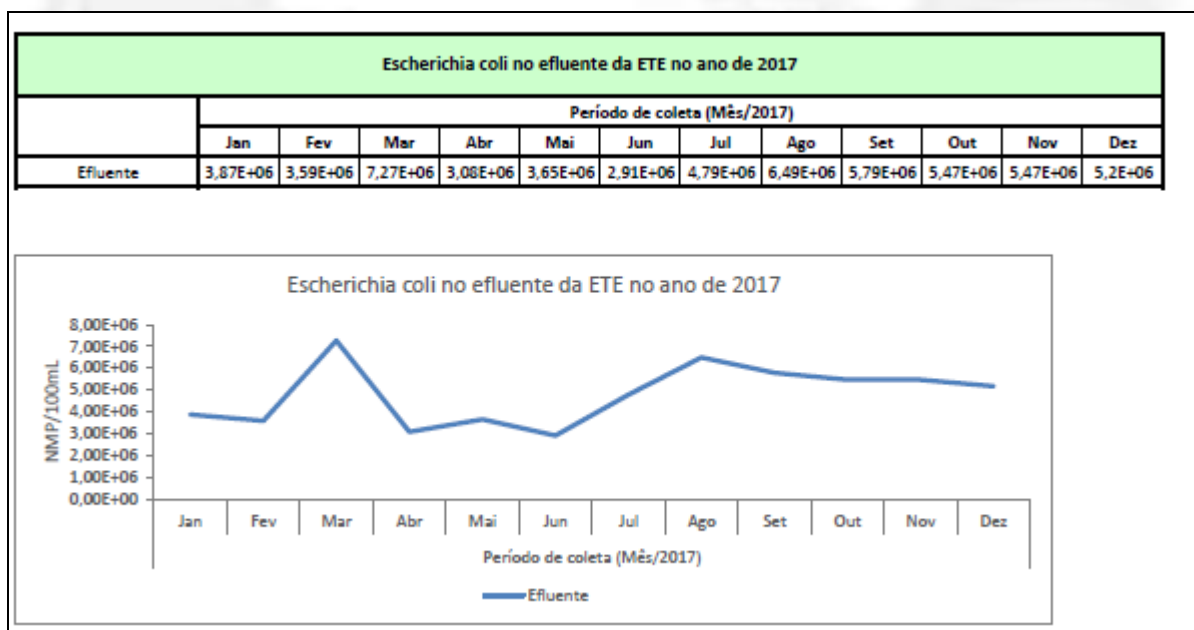 Escherichia coli no efluente da ETE no ano de 2017
Período de coleta (Mês/2017)
Jan Fev Mar Abr Mai Jun Jul Ago Set Out Nov Dez
Efluente 3,87E+06 3,59E+06 7,27E+06 3,08E+06 3,65E+06 2,91E+06 4,79E+06 6,49E+06 5,79E+06 5,47E+06 5,47E+06 5,2E+06
Escherichia coli no efluente da ETE no ano de 2017
NMP/100mL
8,00E+06
7,00E+06
6,00E+06
5,00E+06
4,00E+06
3,00E+06
2,00E+06
1,00E+06
0,00E+00
Jan Fev Mar Abr Mai Jun Jul Ago Set Out Nov Dez
Período de coleta (Mês/2017)
Efluente